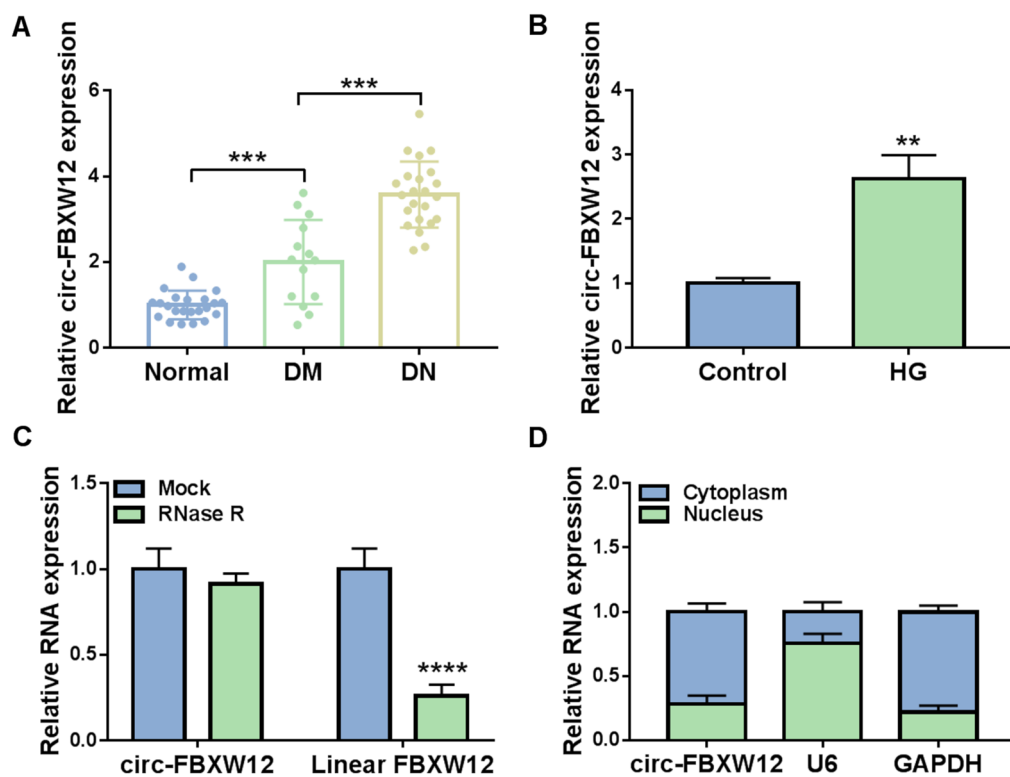 A
Relative circ-FBXW12 expression
6
4
2
0
***
***
Normal DM DN
B
Relative circ-FBXW12 expression
4
3
2
1
0
**
Control HG
C
Relative RNA expression
1.5
1.0
0.5
0.0
Mock
RNase R
****
circ-FBXW12 Linear FBXW12
D
Relative RNA expression
2.0
1.5
1.0
0.5
0.0
Cytoplasm
Nucleus
circ-FBXW12 U6 GAPDH